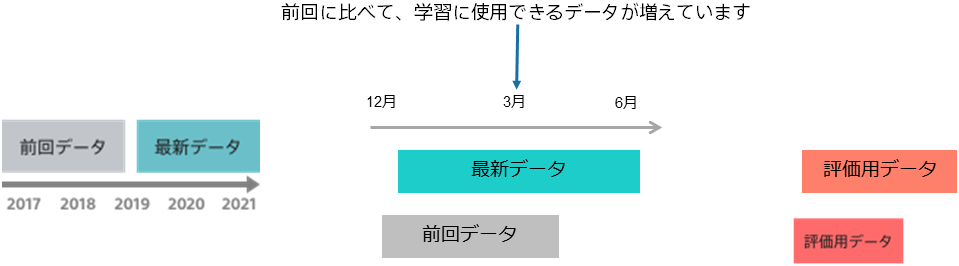 前回に比べて、学習に使用できるデータが増えています
12月 3月 6月
前回データ 最新データ
最新データ 評価用データ
2017 2018 2019 2020 2021
前回データ 評価用データ